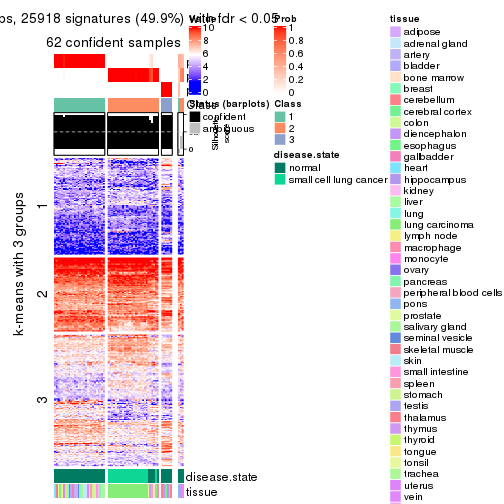 ps, 25918 signatures (49.9%) with fdr < 0.05
62 confident samples
Value
10
8
6
4
2
0
Prob
1
0.8
0.6
0.4
0.2
0
Status (barplots)
confident
ambiguous
Class
1
2
3
disease.state
normal
small cell lung cancer
tissue
adipose
adrenal gland
artery
bladder
bone marrow
breast
cerebellum
cerebral cortex
colon
diencephalon
esophagus
gallbader
heart
hippocampus
kidney
liver
lung
lung carcinoma
lymph node
macrophage
monocyte
ovary
pancreas
peripheral blood cells
pons
prostate
salivary gland
seminal vesicle
skeletal muscle
skin
small intestine
spleen
stomach
testis
thalamus
thymus
thyroid
tongue
tonsil
trachea
uterus
vein
Silhouette
score
0
k-means with 3 groups
1
2
3
disease.state
tissue